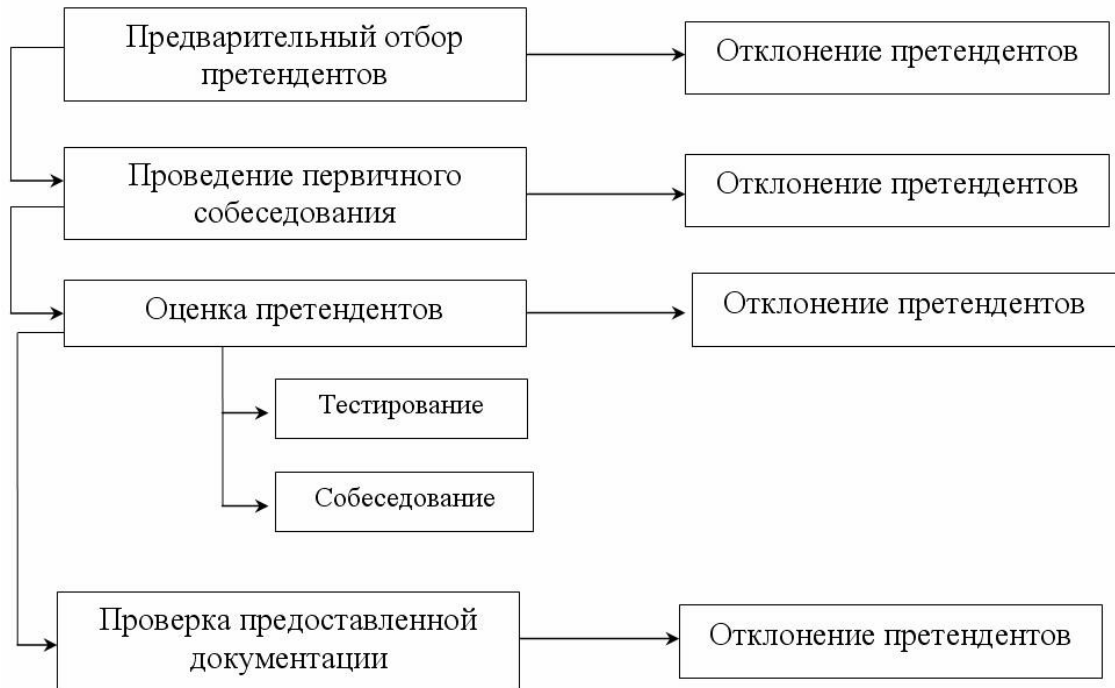 Предварительный отбор
претендентов
Отклонение претендентов
Проведение первичного
собеседования
Отклонение претендентов
Оценка претендентов
Отклонение претендентов
Тестирование
Собеседование
Проверка предоставленной
документации
Отклонение претендентов